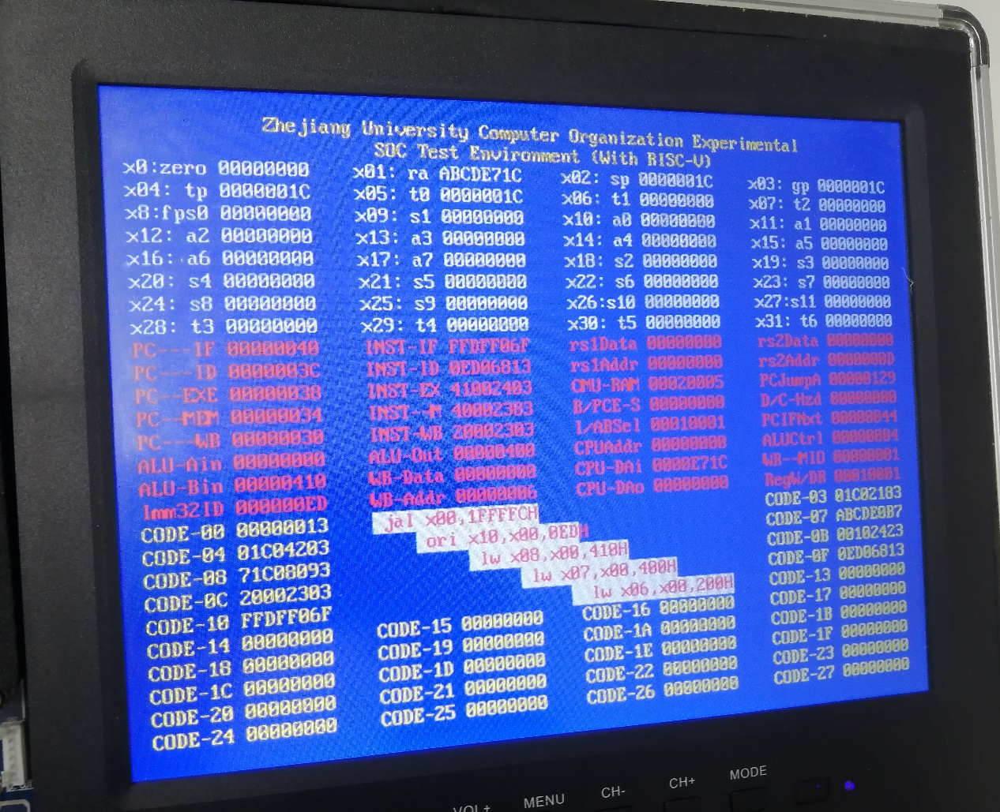 Zhejiang University Computer Organization Experimental
SOC Test Environment (With RISC-V)
x0:zero 00000000 x01: ra ABCDE71C x02: sp 0000001C x03: gp 0000001C
x04: tp 0000001C x05: t0 0000001C x06: t1 00000000 x07: t2 00000000
x8:fps0 00000000 x09: s1 00000000 x10: a0 00000000 x11: a1 00000000
x12: a2 00000000 x13: a3 00000000 x14: a4 00000000 x15: a5 00000000
x16: a6 00000000 x17: a7 00000000 x18: s2 00000000 x19: s3 00000000
x20: s4 00000000 x21: s5 00000000 x22: s6 00000000 x23: s7 00000000
x24: s8 00000000 x25: s9 00000000 x26:s10 00000000 x27:s11 00000000
x28: t3 00000000 x29: t4 00000000 x30: t5 00000000 x31: t6 00000000
PC---IF 00000040 INST-IF FFDFF06F rs1Data 00000000 rs2Data 00000000
PC---ID 0000003C INST-ID 0ED06813 rs1Addr 00000000 rs2Addr 0000000D
PC--EXE 00000038 INST-EX 41002403 CMU-RAM 00020005 PCJumpA 00000129
PC--MEM 00000034 INST--M 40002383 B/PCE-S 00000000 D/C-Hzd 00000000
PC---WB 00000030 INST-WB 20002303 I/ABSel 00010001 PCIFNxt 00000044
ALU-Ain 00000000 ALU-Out 00000400 CPUAddr 00000000 ALUCtrl 00000004
ALU-Bin 00000410 WB-Data 00000000 CPU-DAi 0000E71C WR--MIO 00000001
Imm32ID 000000ED WB-Addr 00000006 CPU-DAo 00000000 RegW/DR 00010001
CODE-00 00000013 jal x00,1FFFFCH CODE-03 01C02183
CODE-04 01C04203 ori x10,x00,0EDH CODE-07 ABCDE0B7
CODE-08 71C08093 lw x08,x00,410H CODE-0B 00102423
CODE-0C 20002303 lw x07,x00,400H CODE-0F 0ED06813
CODE-10 FFDFF06F lw x06,x00,200H CODE-13 00000000
CODE-14 00000000 CODE-15 00000000 CODE-16 00000000 CODE-17 00000000
CODE-18 00000000 CODE-19 00000000 CODE-1A 00000000 CODE-1B 00000000
CODE-1C 00000000 CODE-1D 00000000 CODE-1E 00000000 CODE-1F 00000000
CODE-20 00000000 CODE-21 00000000 CODE-22 00000000 CODE-23 00000000
CODE-24 00000000 CODE-25 00000000 CODE-26 00000000 CODE-27 00000000
VOL+ MENU CH- CH+ MODE